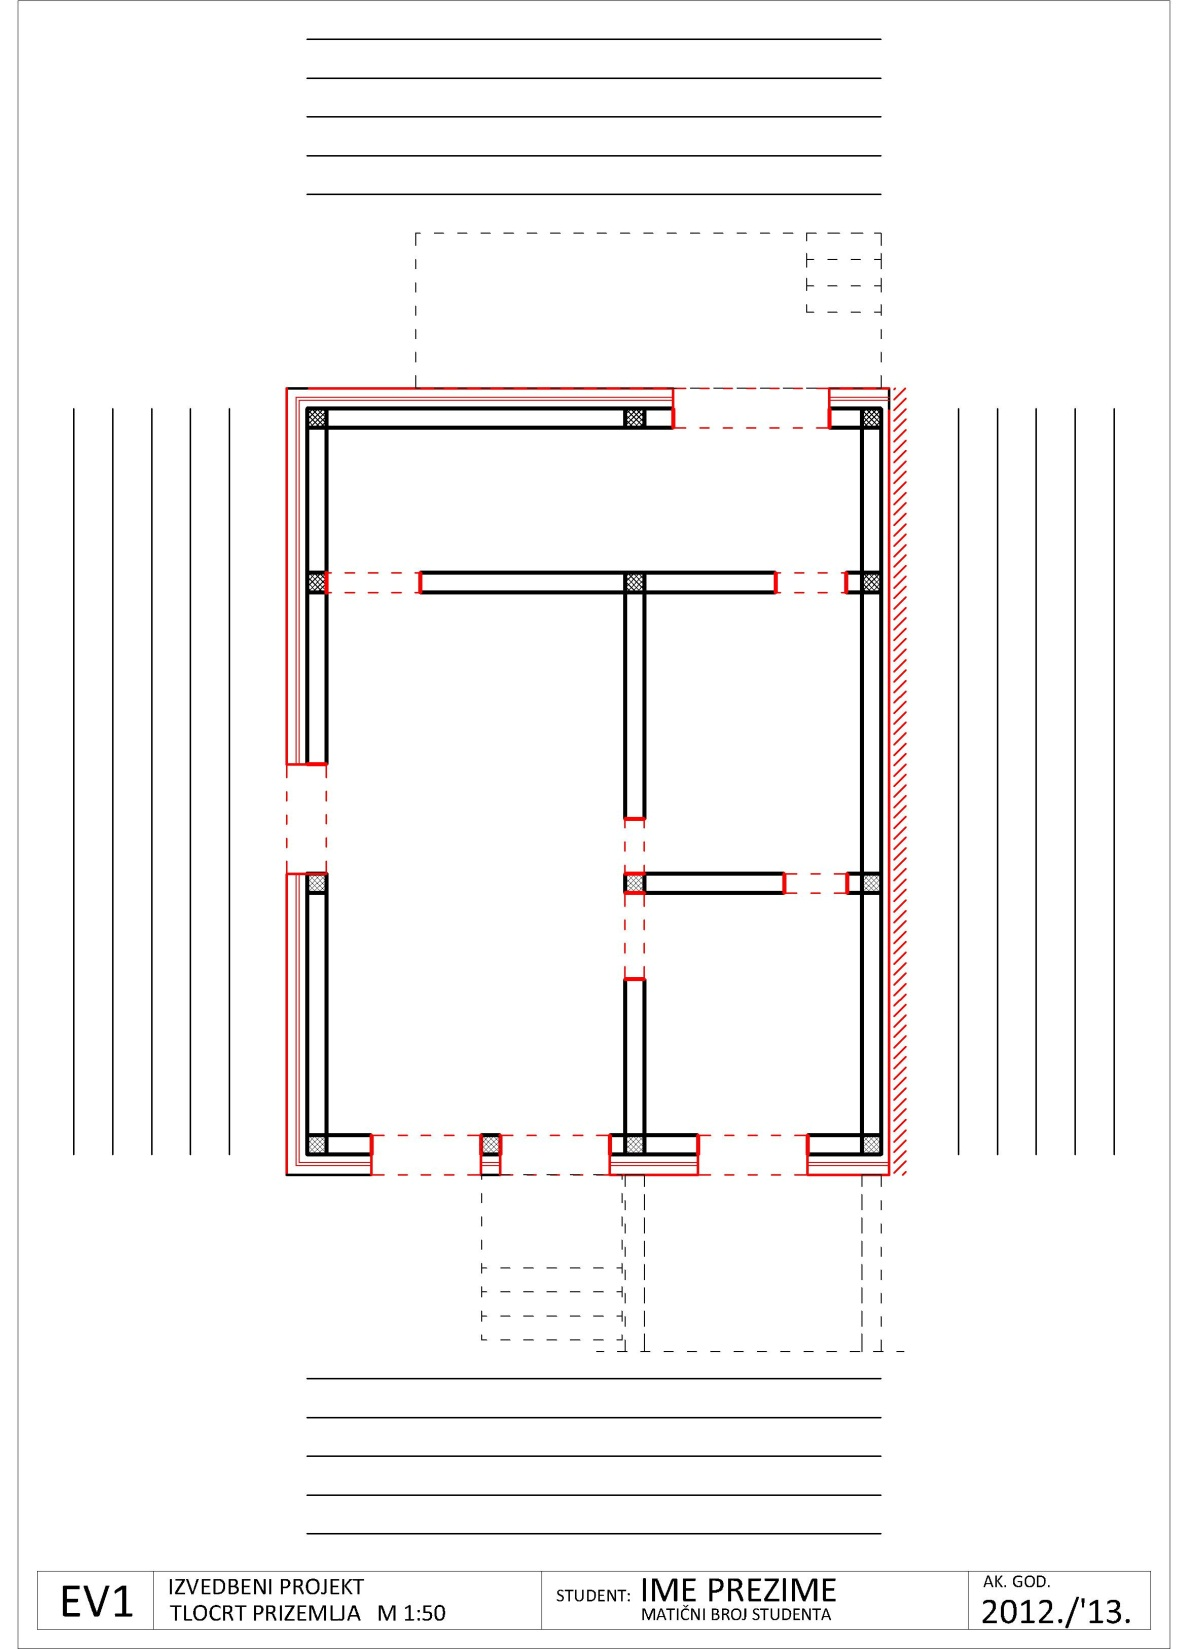 EV1
IZVEDBENI PROJEKT
TLOCRT PRIZEMLJA M 1:50
STUDENT: IME PREZIME
MATIČNI BROJ STUDENTA
AK. GOD.
2012./'13.